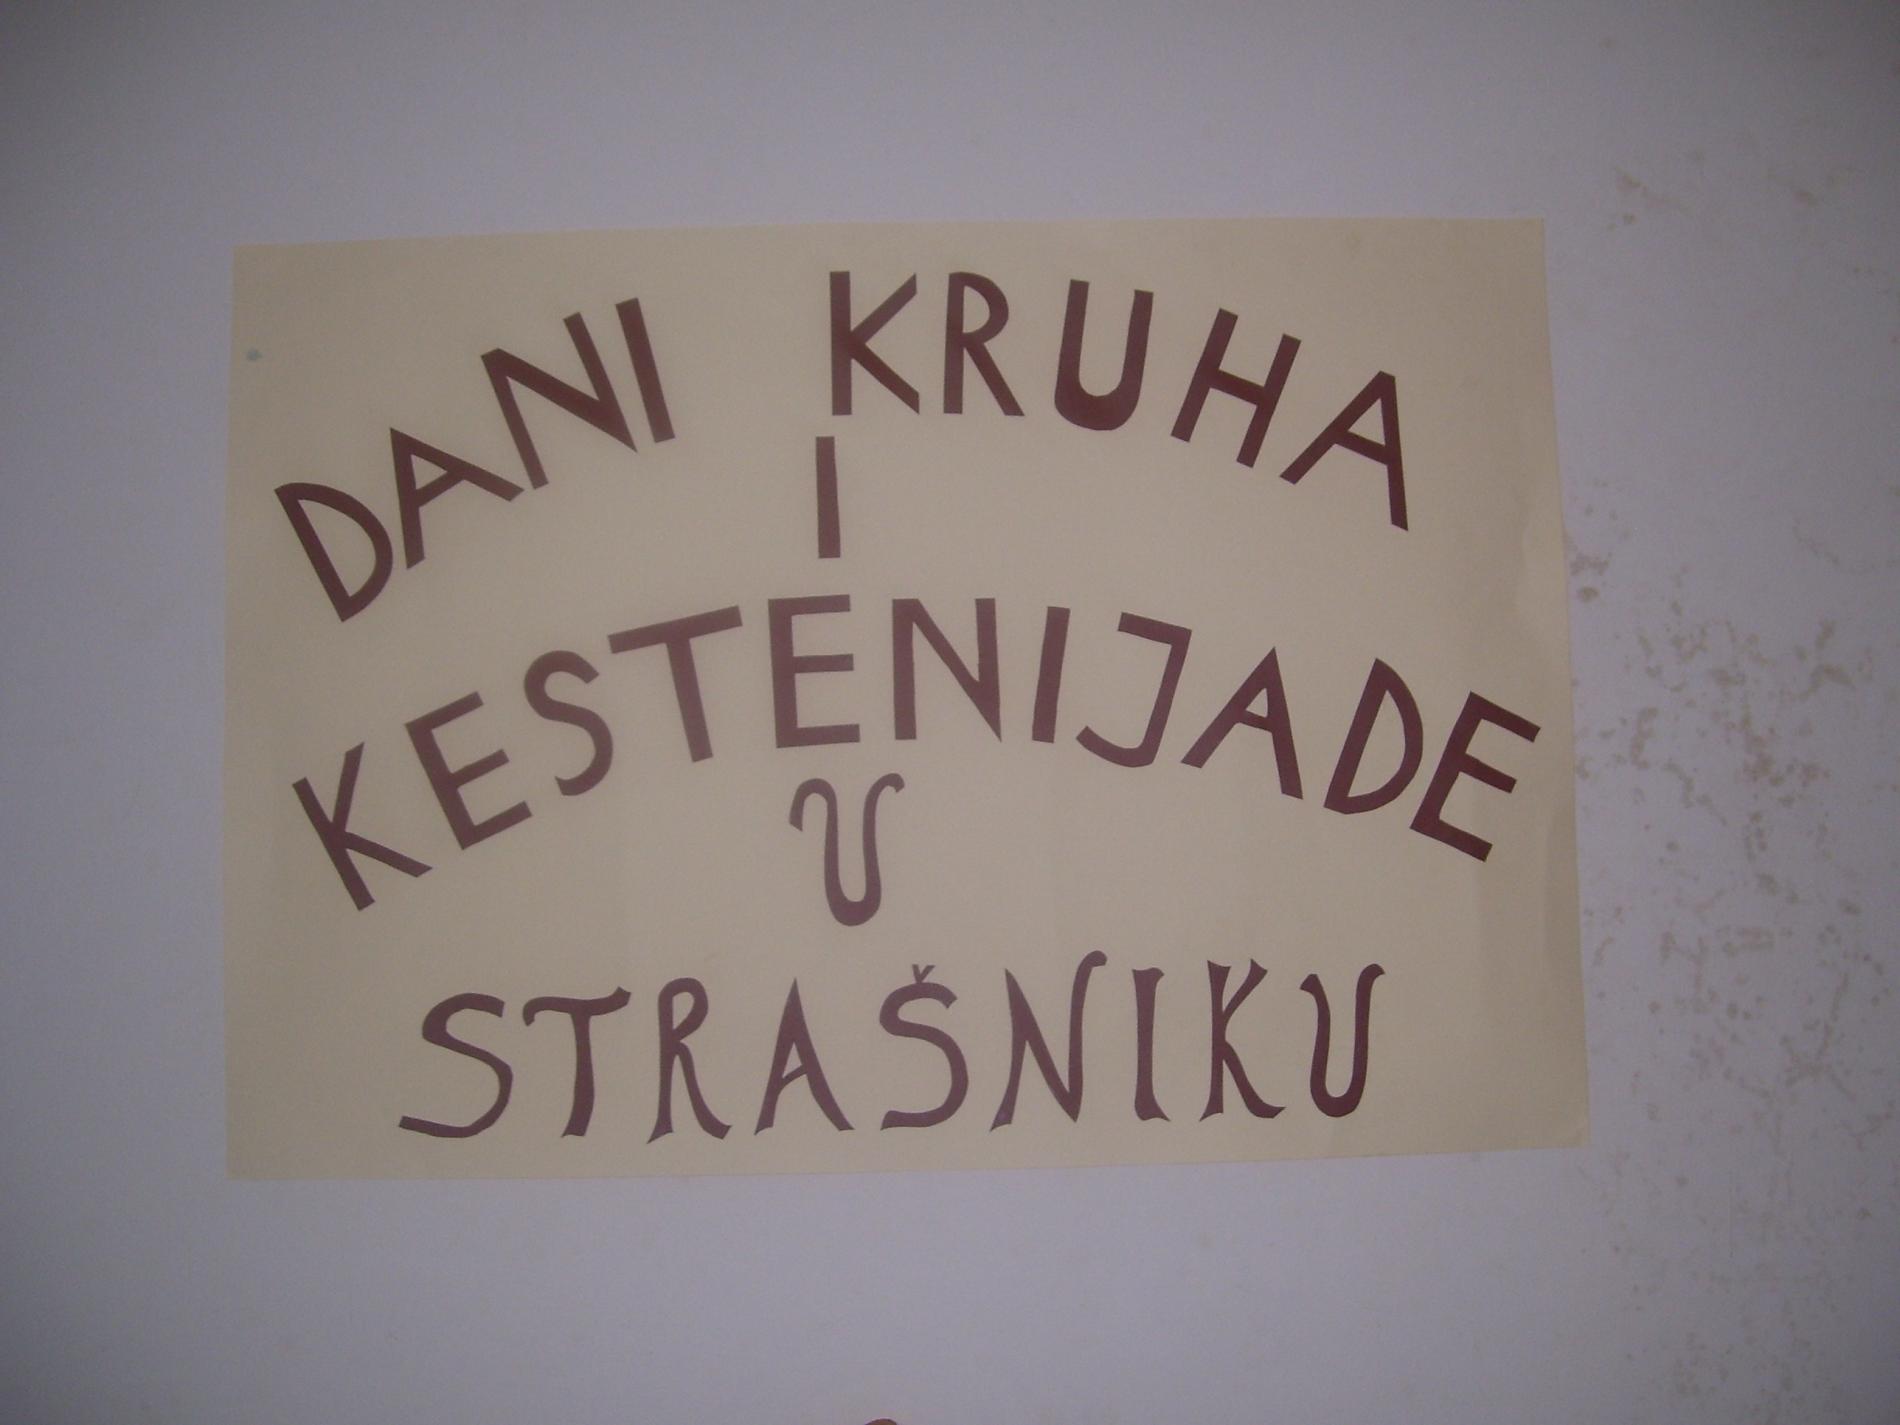 DANI KRUHA
I
KESTENIJADE
U
STRAŠNIKU